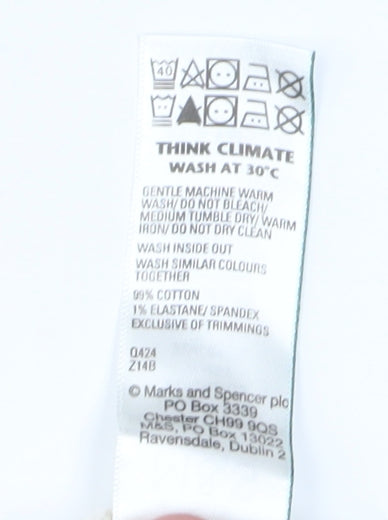 40
THINK CLIMATE
WASH AT 30°C
GENTLE MACHINE WARM
WASH/ DO NOT BLEACH/
MEDIUM TUMBLE DRY/ WARM
IRON/ DO NOT DRY CLEAN
WASH INSIDE OUT
WASH SIMILAR COLOURS
TOGETHER
99% COTTON
1% ELASTANE/ SPANDEX
EXCLUSIVE OF TRIMMINGS
Q424
Z14B
© Marks and Spencer plc
PO Box 3339
Chester CH99 9QS
M&S, PO Box 13022
Ravensdale, Dublin 2